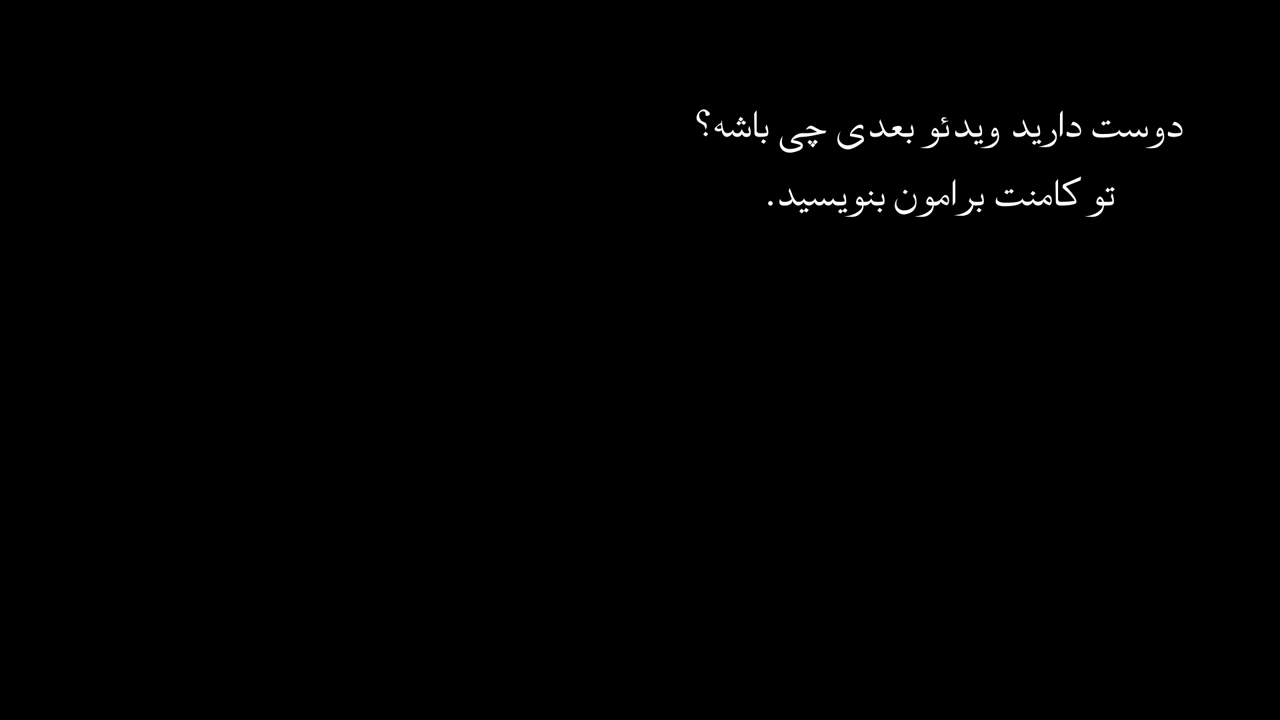 دوست دارید ویدئو بعدی چی باشه؟
تو کامنت برامون بنویسید.